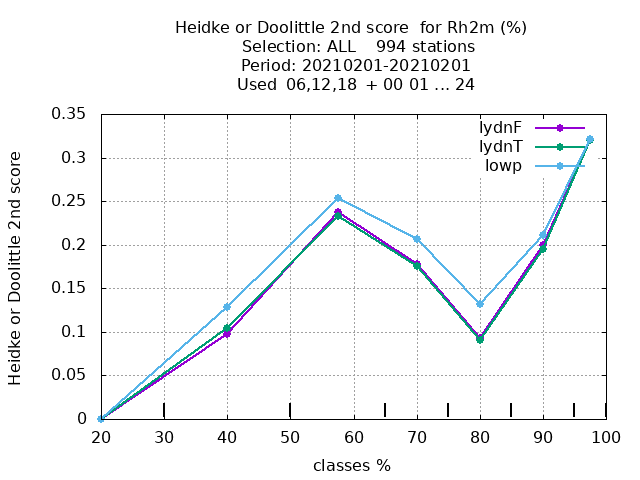 Heidke or Doolittle 2nd score  for Rh2m (%)
Selection: ALL    994 stations
Period: 20210201-20210201
Used  06,12,18  + 00 01 ... 24
Heidke or Doolittle 2nd score
0.35
0.3
0.25
0.2
0.15
0.1
0.05
0
lydnF
lydnT
lowp
20 30 40 50 60 70 80 90 100
classes %